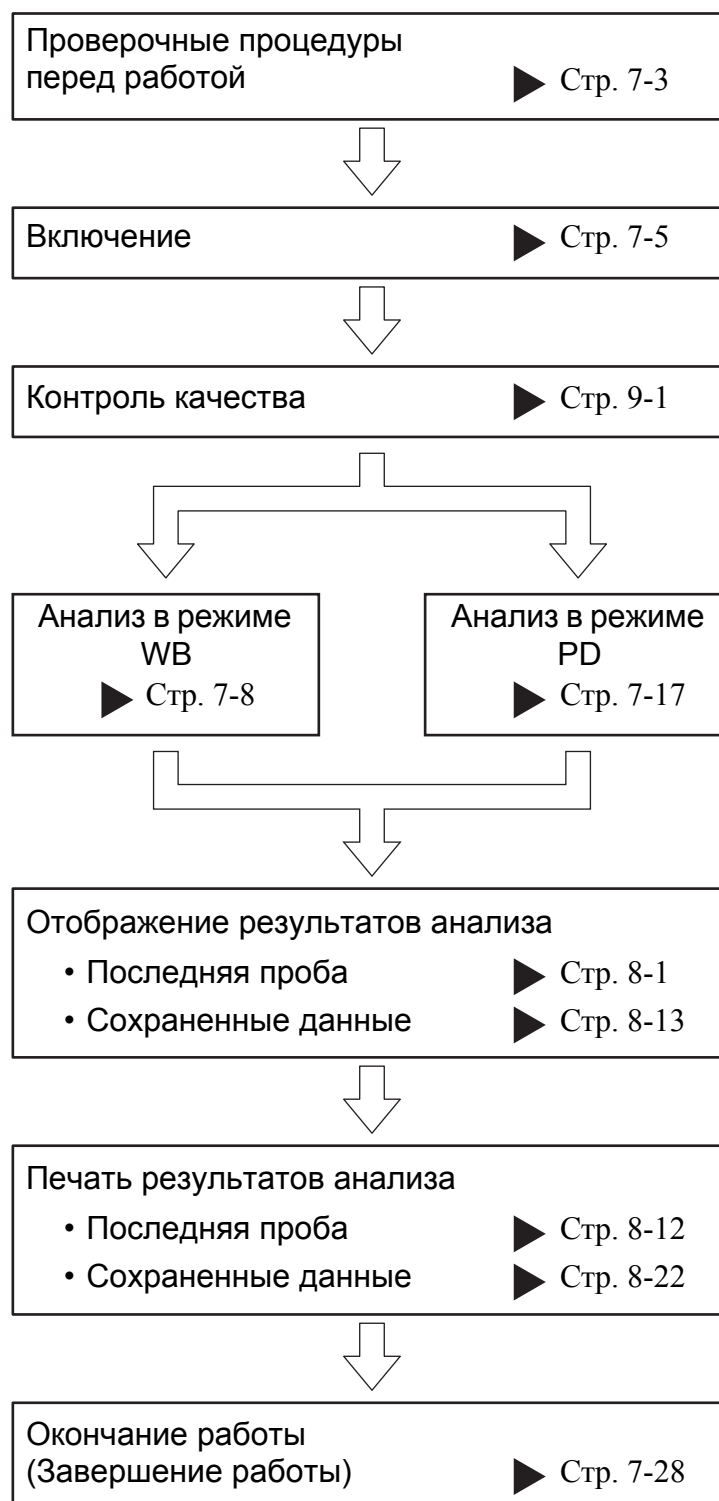 Проверочные процедуры
перед работой ▶ Стр. 7-3
Включение ▶ Стр. 7-5
Контроль качества ▶ Стр. 9-1
Анализ в режиме
WB
▶ Стр. 7-8
Анализ в режиме
PD
▶ Стр. 7-17
Отображение результатов анализа
• Последняя проба ▶ Стр. 8-1
• Сохраненные данные ▶ Стр. 8-13
Печать результатов анализа
• Последняя проба ▶ Стр. 8-12
• Сохраненные данные ▶ Стр. 8-22
Окончание работы
(Завершение работы) ▶ Стр. 7-28